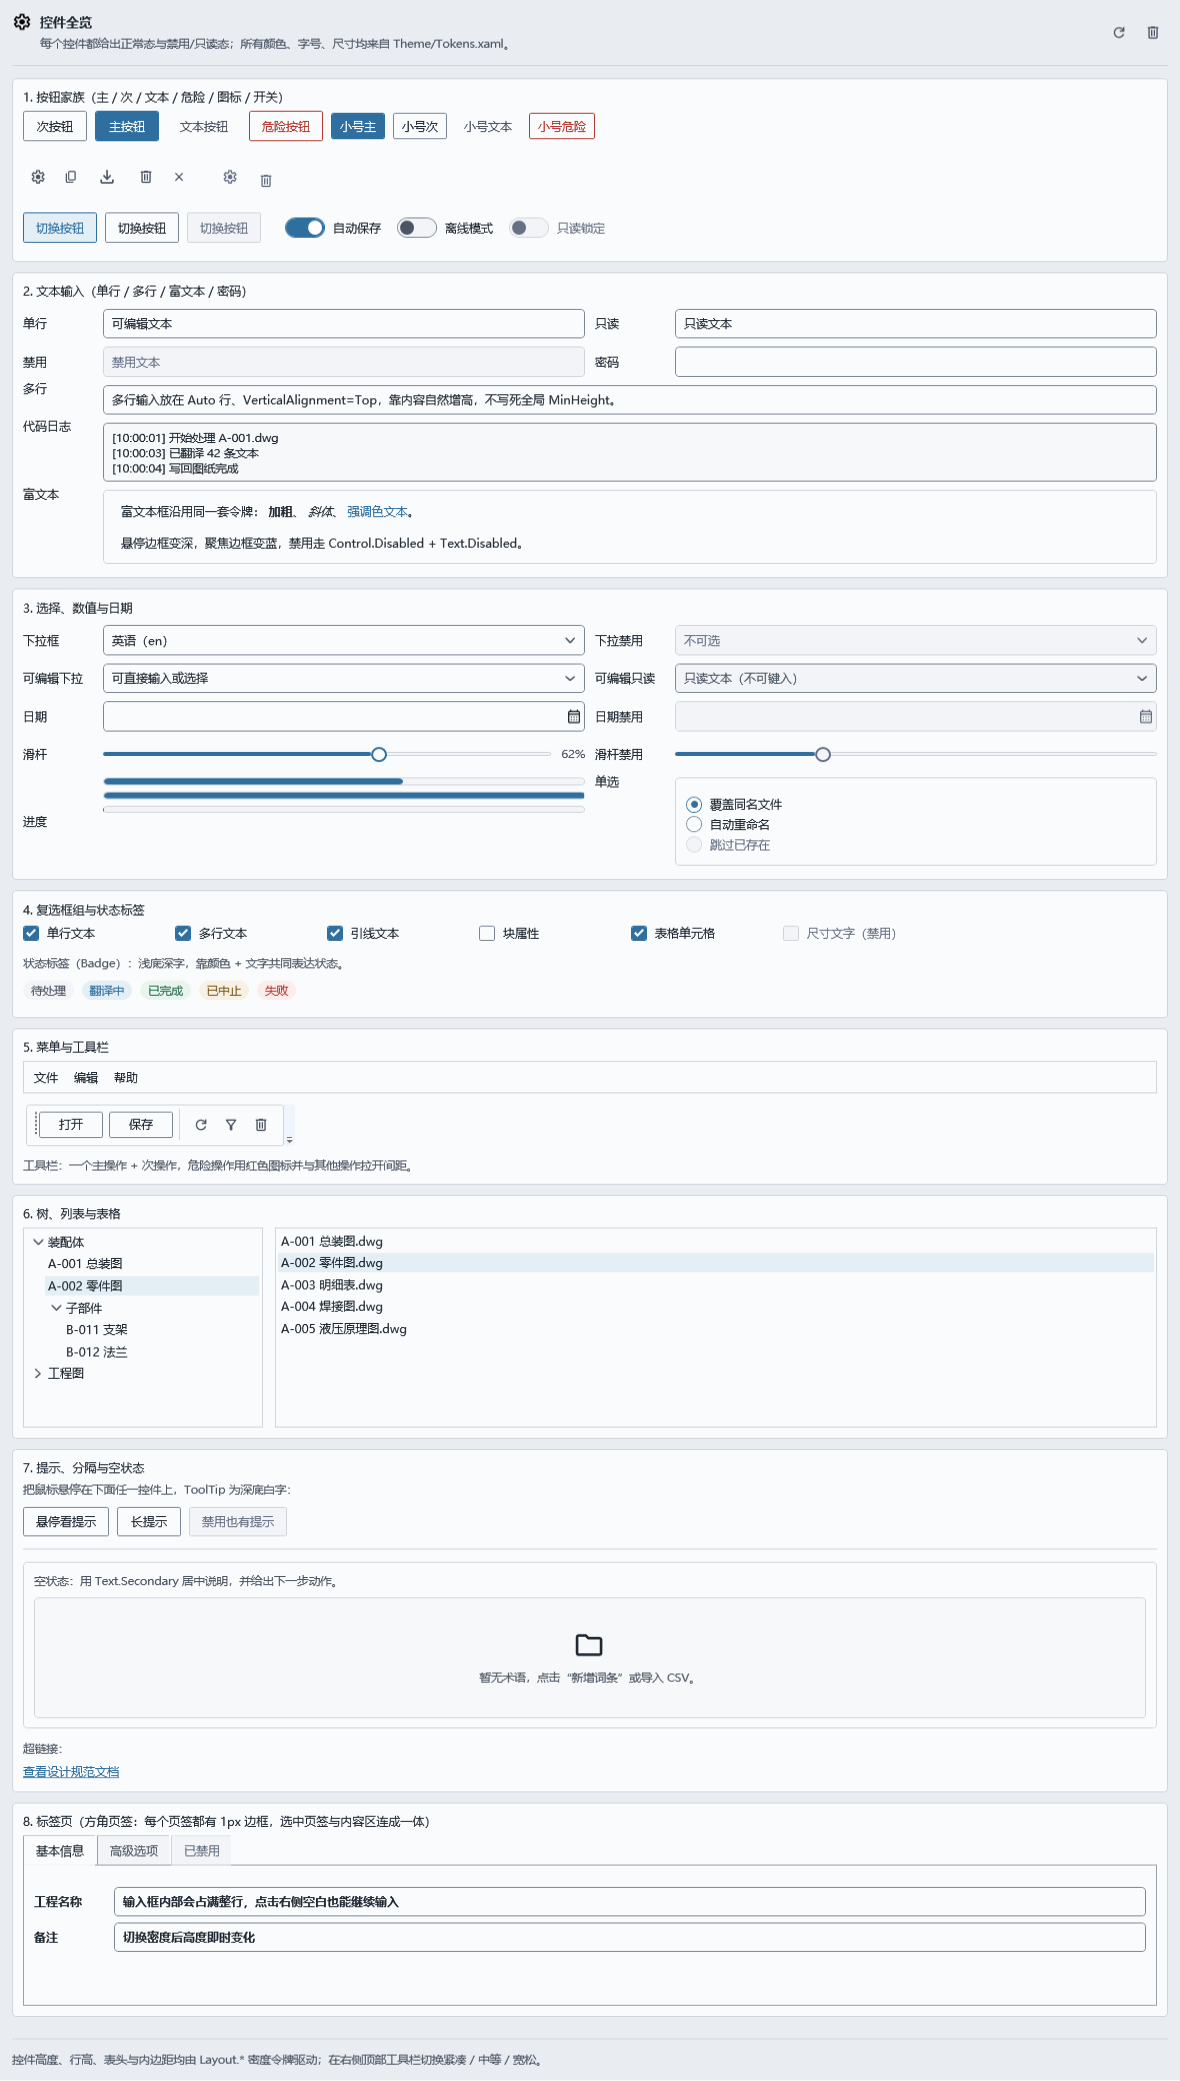 控件全览
每个控件都给出正常态与禁用/只读态；所有颜色、字号、尺寸均来自 Theme/Tokens.xaml。
1. 按钮家族（主 / 次 / 文本 / 危险 / 图标 / 开关）
次按钮 主按钮 文本按钮 危险按钮 小号主 小号次 小号文本 小号危险
切换按钮 切换按钮 切换按钮 自动保存 离线模式 只读锁定
2. 文本输入（单行 / 多行 / 富文本 / 密码）
单行 可编辑文本 只读 只读文本
禁用 禁用文本 密码
多行 多行输入放在 Auto 行、VerticalAlignment=Top，靠内容自然增高，不写死全局 MinHeight。
代码日志
[10:00:01] 开始处理 A-001.dwg
[10:00:03] 已翻译 42 条文本
[10:00:04] 写回图纸完成
富文本
富文本框沿用同一套令牌： 加粗、 斜体、 强调色文本。
悬停边框变深，聚焦边框变蓝，禁用走 Control.Disabled + Text.Disabled。
3. 选择、数值与日期
下拉框 英语（en） 下拉禁用 不可选
可编辑下拉 可直接输入或选择 可编辑只读 只读文本（不可键入）
日期 日期禁用
滑杆 62% 滑杆禁用
单选
覆盖同名文件
进度
自动重命名
跳过已存在
4. 复选框组与状态标签
单行文本 多行文本 引线文本 块属性 表格单元格 尺寸文字（禁用）
状态标签（Badge）：浅底深字，靠颜色 + 文字共同表达状态。
待处理 翻译中 已完成 已中止 失败
5. 菜单与工具栏
文件 编辑 帮助
打开 保存
工具栏：一个主操作 + 次操作，危险操作用红色图标并与其他操作拉开间距。
6. 树、列表与表格
装配体
A-001 总装图
A-002 零件图
子部件
B-011 支架
B-012 法兰
工程图
A-001 总装图.dwg
A-002 零件图.dwg
A-003 明细表.dwg
A-004 焊接图.dwg
A-005 液压原理图.dwg
7. 提示、分隔与空状态
把鼠标悬停在下面任一控件上，ToolTip 为深底白字：
悬停看提示 长提示 禁用也有提示
空状态：用 Text.Secondary 居中说明，并给出下一步动作。
暂无术语，点击“新增词条”或导入 CSV。
超链接：
查看设计规范文档
8. 标签页（方角页签：每个页签都有 1px 边框，选中页签与内容区连成一体）
基本信息 高级选项 已禁用
工程名称 输入框内部会占满整行，点击右侧空白也能继续输入
备注 切换密度后高度即时变化
控件高度、行高、表头与内边距均由 Layout.* 密度令牌驱动；在右侧顶部工具栏切换紧凑 / 中等 / 宽松。